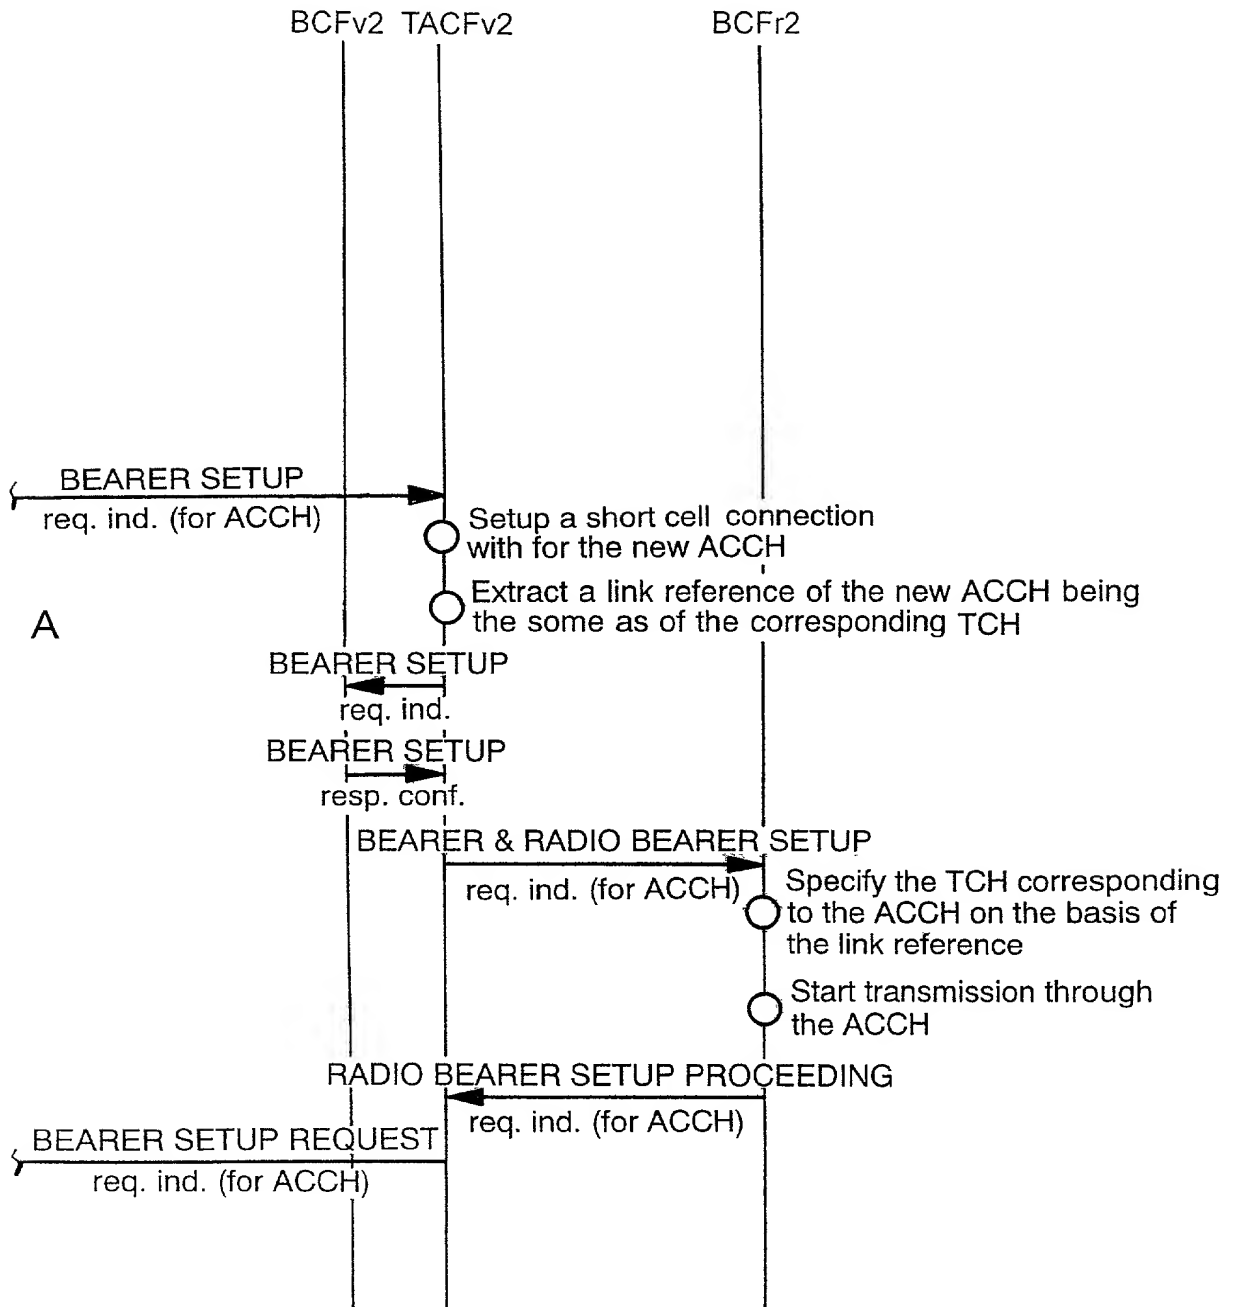 BCFv2 TACFv2 BCFr2
BEARER SETUP
req. ind. (for ACCH)
Setup a short cell connection
with for the new ACCH
Extract a link reference of the new ACCH being
the some as of the corresponding TCH
A
BEARER SETUP
req. ind.
BEARER SETUP
resp. conf.
BEARER & RADIO BEARER SETUP
req. ind. (for ACCH)
Specify the TCH corresponding
to the ACCH on the basis of
the link reference
Start transmission through
the ACCH
RADIO BEARER SETUP PROCEEDING
req. ind. (for ACCH)
BEARER SETUP REQUEST
req. ind. (for ACCH)